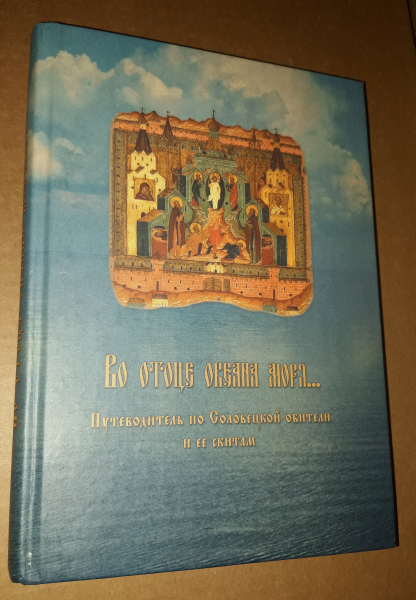 Во отоце океана моря...
Путеводитель по Соловецкой обители
и ее скитам